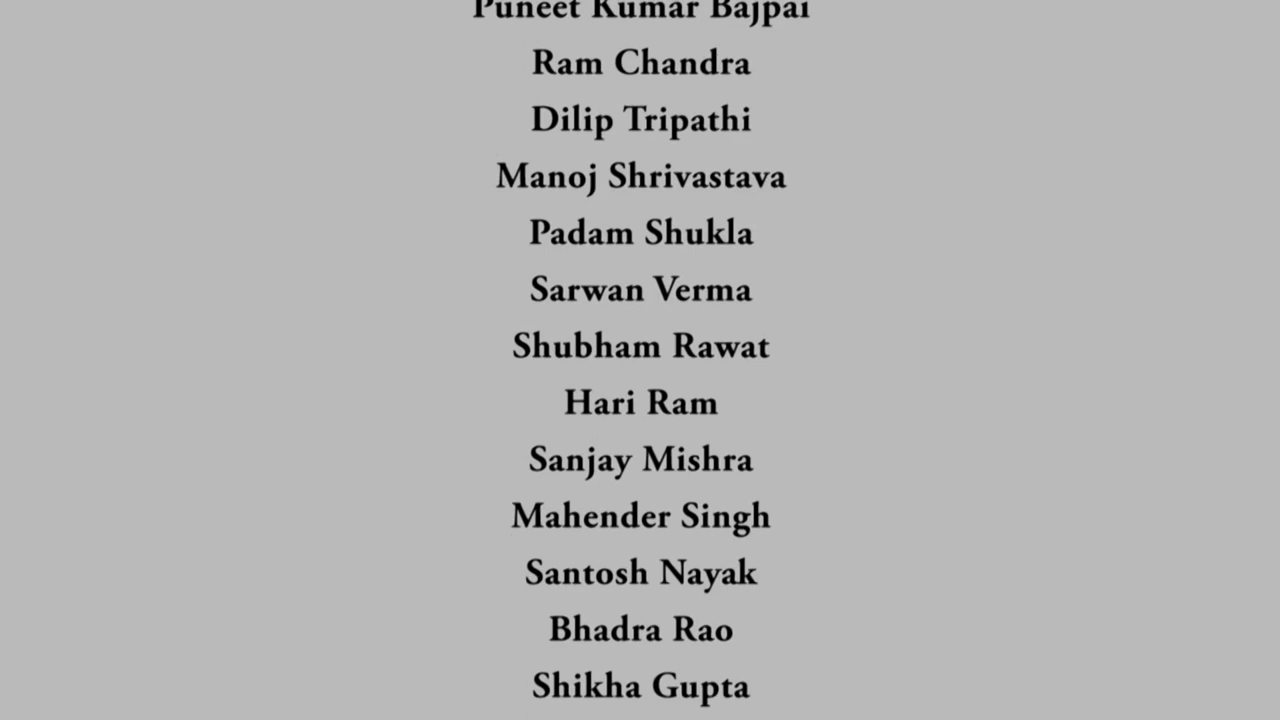 Puneet Kumar Bajpai
Ram Chandra
Dilip Tripathi
Manoj Shrivastava
Padam Shukla
Sarwan Verma
Shubham Rawat
Hari Ram
Sanjay Mishra
Mahender Singh
Santosh Nayak
Bhadra Rao
Shikha Gupta